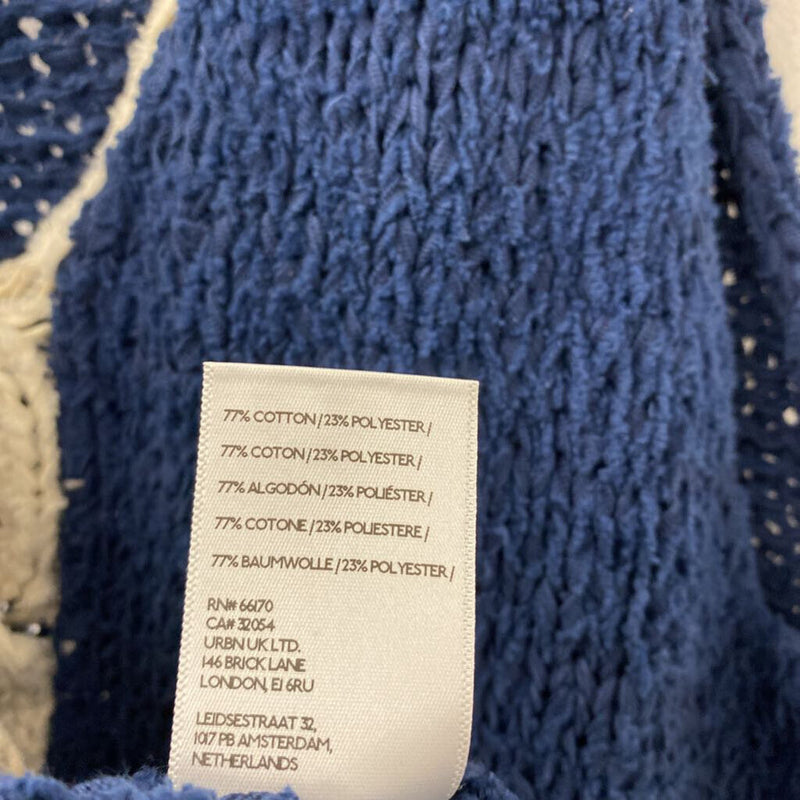 77% COTTON/23% POLYESTER/
77% COTON/23% POLYESTER/
77% ALGODÓN/23% POLIÉSTER/
77% COTONE/23% POLIESTERE/
77% BAUMWOLLE/23% POLYESTER/
RN# 66170
CA# 32054
URBN UK LTD.
146 BRICK LANE
LONDON, E1 6RU
LEIDSESTRAAT 32,
1017 PB AMSTERDAM,
NETHERLANDS